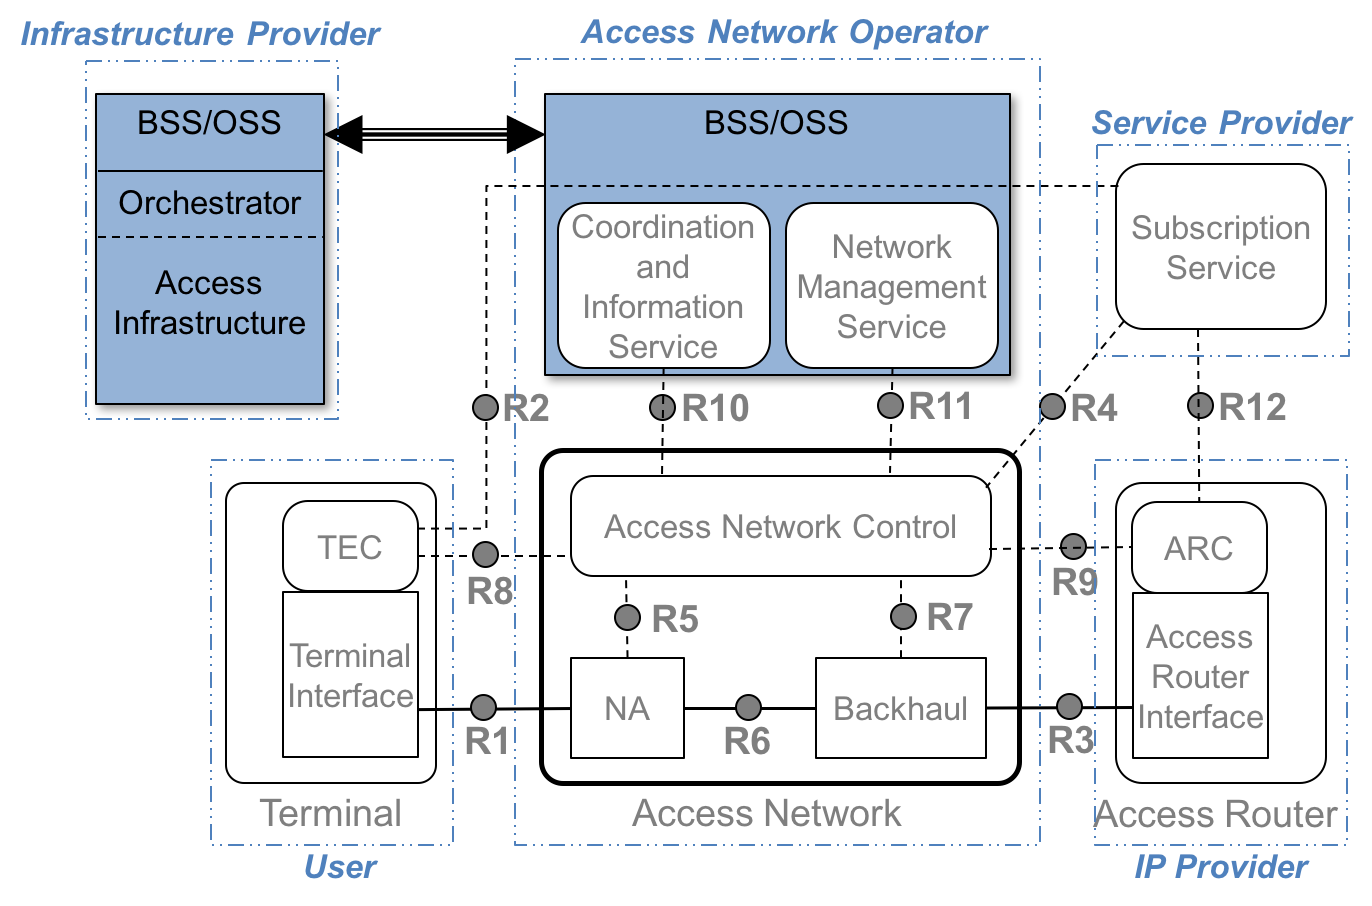 Infrastructure Provider
Access Network Operator
BSS/OSS
Orchestrator
Access
Infrastructure
BSS/OSS
Coordination
and
Information
Service
Network
Management
Service
Service Provider
Subscription
Service
R2
R10
R11
R4
R12
TEC
Terminal
Interface
Terminal
User
R8
R1
Access Network Control
R5
R7
NA
R6
Backhaul
Access Network
R9
R3
ARC
Access
Router
Interface
Access Router
IP Provider